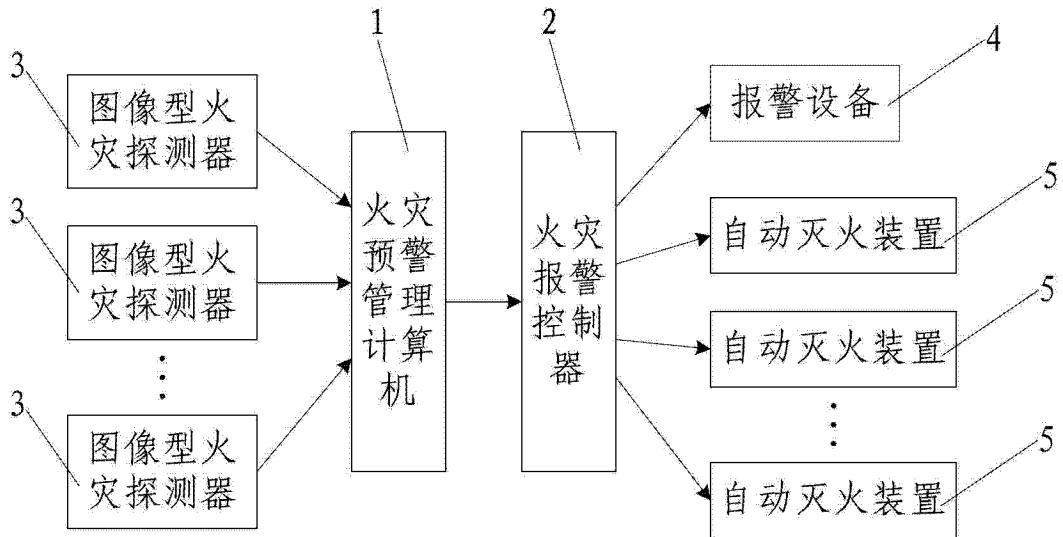 1
2
3
图像型火
灾探测器
3
图像型火
灾探测器
3
图像型火
灾探测器
火灾
预警
管理
计算
机
火灾
报警
控制
器
4
报警设备
5
自动灭火装置
5
自动灭火装置
5
自动灭火装置